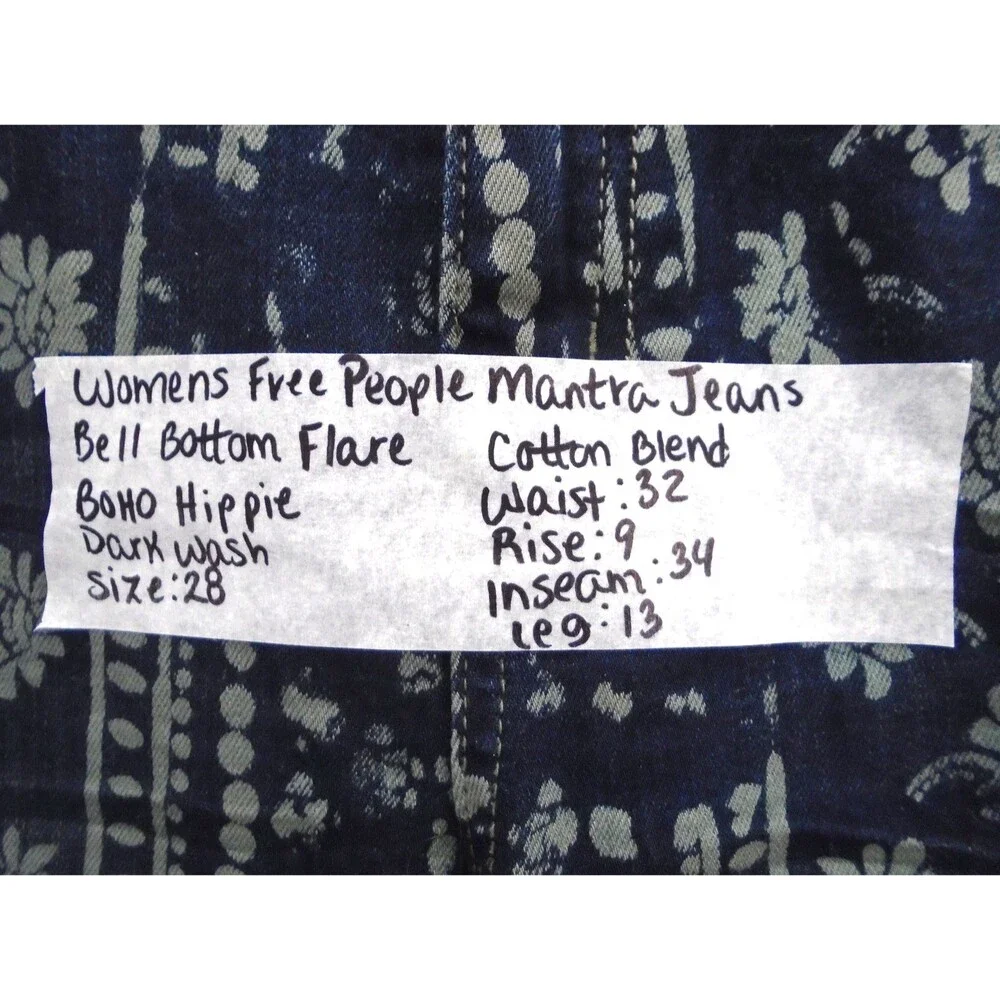 Womens Free People Mantra Jeans
Bell Bottom Flare
BoHo Hippie
Dark wash
Size:28
Cotton Blend
Waist:32
Rise:9
Inseam:34
leg:13